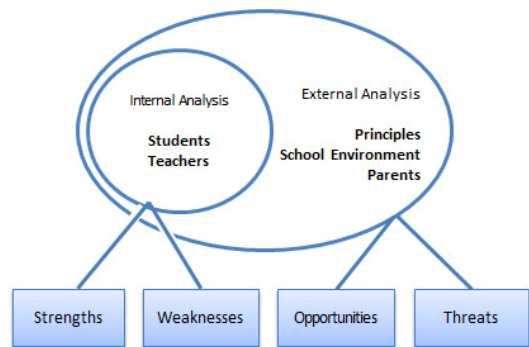 Internal Analysis
Students
Teachers
External Analysis
Principles
School Environment
Parents
Strengths
Weaknesses
Opportunities
Threats